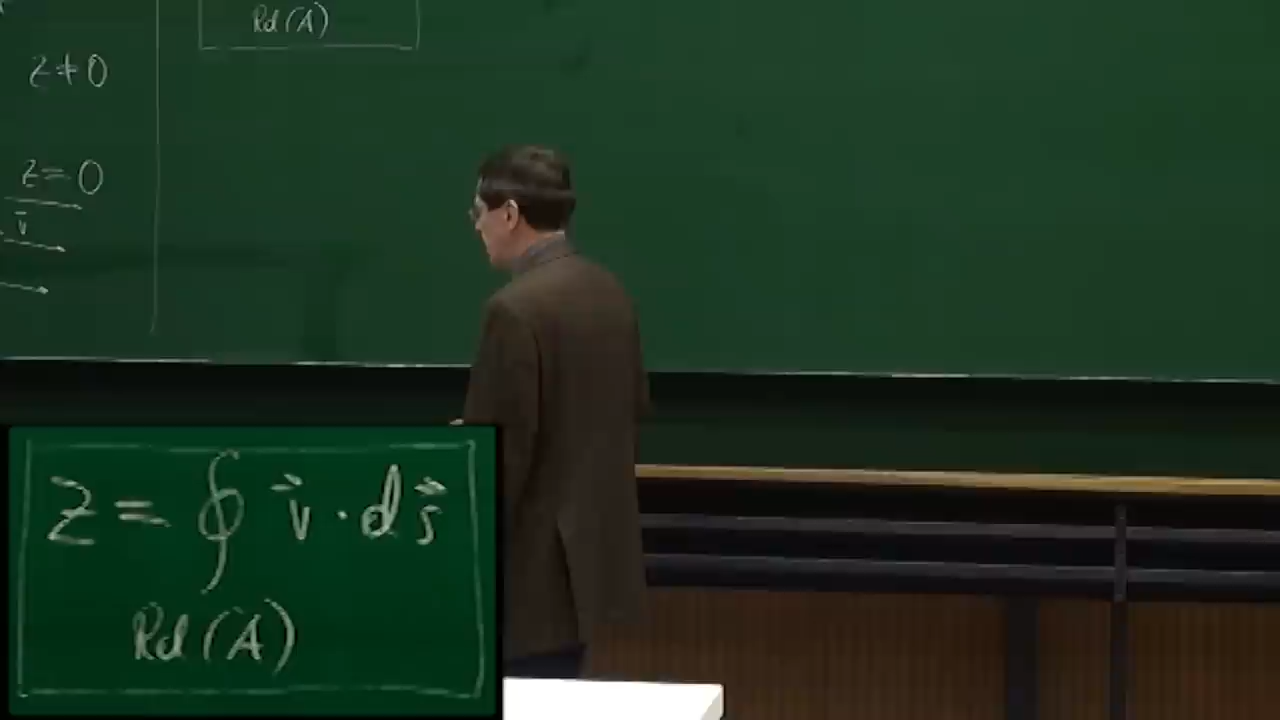 Rd (A)
z ≠ 0
z = 0
v⃗
z = ∮ v⃗ · ds⃗
Rd (A)